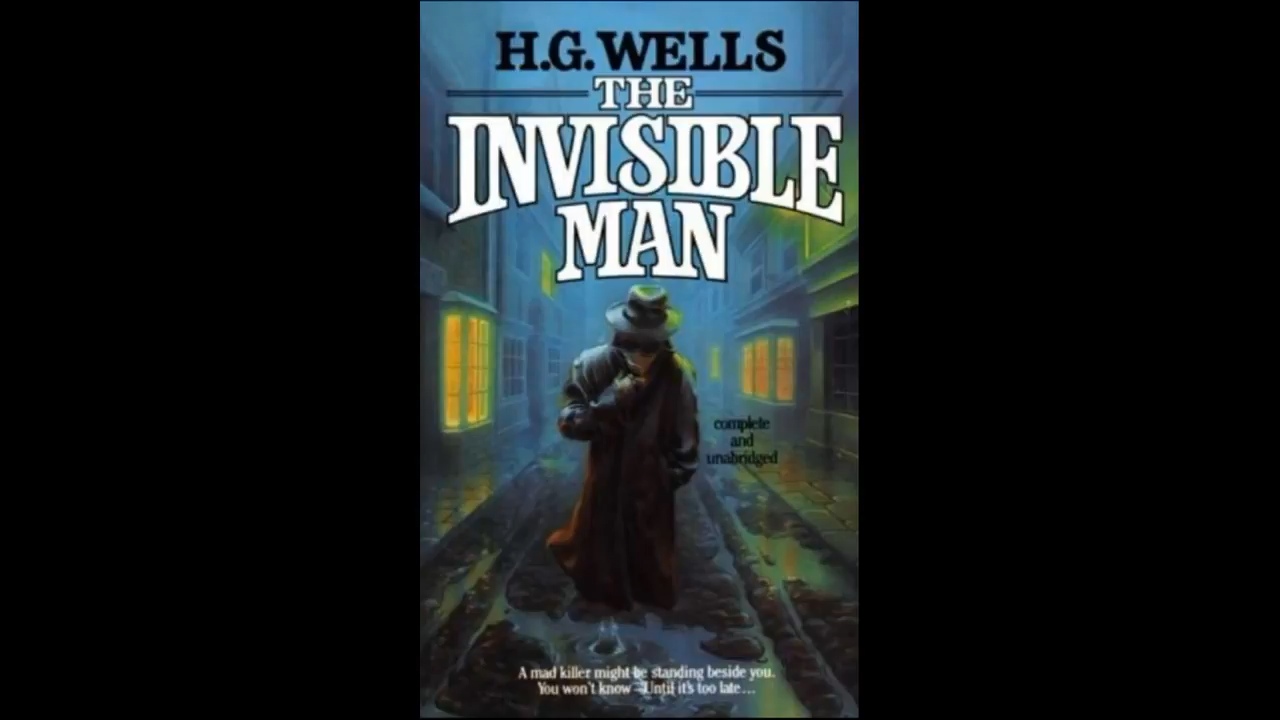 H.G. WELLS
THE
INVISIBLE
MAN
complete
and
unabridged
A mad killer might be standing beside you.
You won't know—Until it's too late...